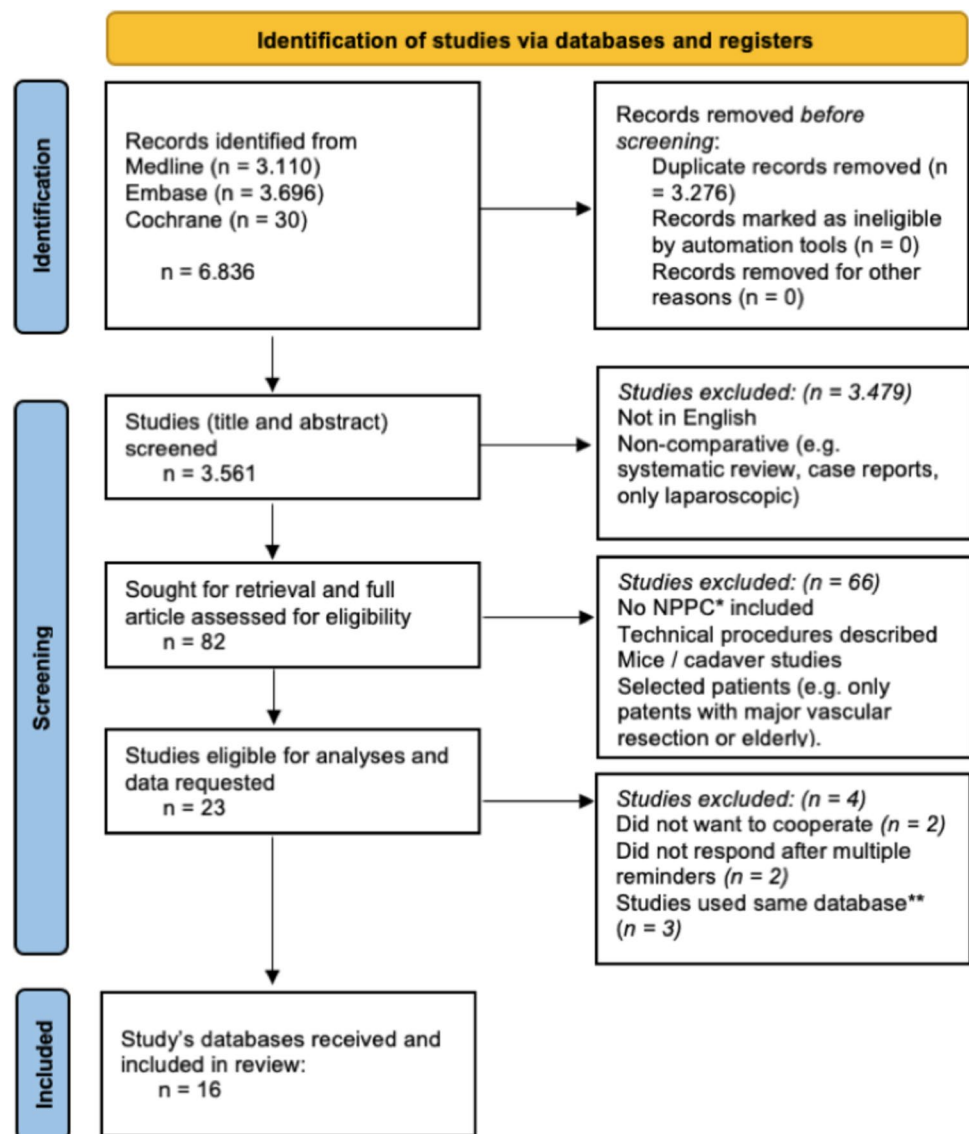 Identification of studies via databases and registers
Identification
Records identified from
Medline (n = 3.110)
Embase (n = 3.696)
Cochrane (n = 30)
n = 6.836
Records removed before
screening:
Duplicate records removed (n
= 3.276)
Records marked as ineligible
by automation tools (n = 0)
Records removed for other
reasons (n = 0)
Screening
Studies (title and abstract)
screened
n = 3.561
Studies excluded: (n = 3.479)
Not in English
Non-comparative (e.g.
systematic review, case reports,
only laparoscopic)
Sought for retrieval and full
article assessed for eligibility
n = 82
Studies excluded: (n = 66)
No NPPC* included
Technical procedures described
Mice / cadaver studies
Selected patients (e.g. only
patents with major vascular
resection or elderly).
Studies eligible for analyses and
data requested
n = 23
Studies excluded: (n = 4)
Did not want to cooperate (n = 2)
Did not respond after multiple
reminders (n = 2)
Studies used same database**
(n = 3)
Included
Study's databases received and
included in review:
n = 16